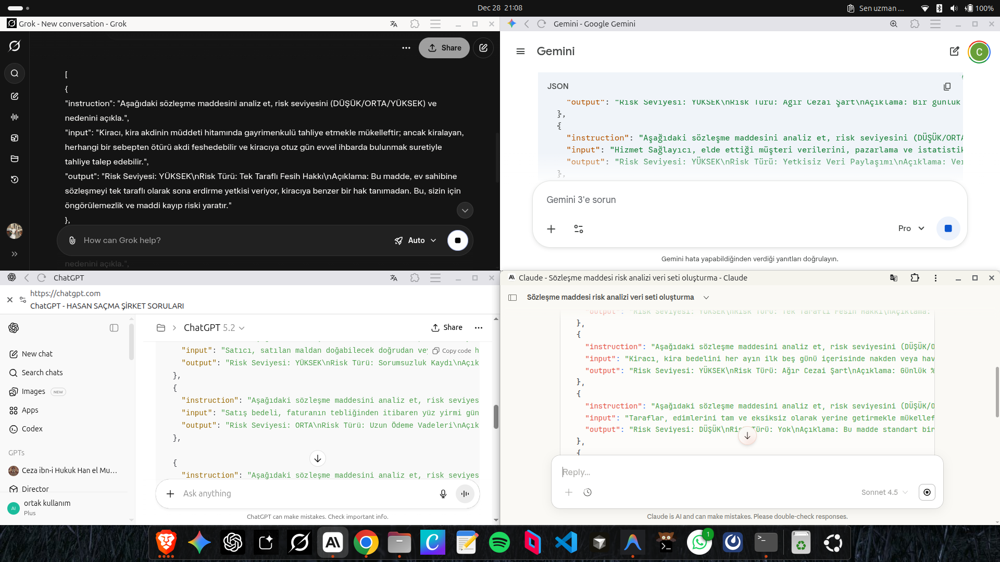 Dec 28 21:08
Sen uzman ...
100%
Grok - New conversation - Grok
Share
[
{
"instruction": "Aşağıdaki sözleşme maddesini analiz et, risk seviyesini (DÜŞÜK/ORTA/YÜKSEK) ve
nedenini açıkla.",
"input": "Kiracı, kira akdinin müddeti hitamında gayrimenkulü tahliye etmekle mükelleftir; ancak kiralayan,
herhangi bir sebepten ötürü akdi feshedebilir ve kiracıya otuz gün evvel ihbarda bulunmak suretiyle
tahliye talep edebilir.",
"output": "Risk Seviyesi: YÜKSEK\nRisk Türü: Tek Taraflı Fesih Hakkı\nAçıklama: Bu madde, ev sahibine
sözleşmeyi tek taraflı olarak sona erdirme yetkisi veriyor, kiracıya benzer bir hak tanımadan. Bu, sizin için
öngörülemezlik ve maddi kayıp riski yaratır."
},
How can Grok help?
Auto
nedenini açıkla.",
Gemini - Google Gemini
Gemini
C
JSON
"output": "Risk Seviyesi: YÜKSEK\nRisk Türü: Ağır Cezai Şart\nAçıklama: Bir günlük
},
{
"instruction": "Aşağıdaki sözleşme maddesini analiz et, risk seviyesini (DÜŞÜK/ORTA
"input": "Hizmet Sağlayıcı, elde ettiği müşteri verilerini, pazarlama ve istatistik
"output": "Risk Seviyesi: YÜKSEK\nRisk Türü: Yetkisiz Veri Paylaşımı\nAçıklama: Ver
},
Gemini 3'e sorun
Pro
Gemini hata yapabildiğinden verdiği yanıtları doğrulayın.
ChatGPT
https://chatgpt.com
ChatGPT - HASAN SAÇMA ŞİRKET SORULARI
ChatGPT 5.2
Share
New chat
Search chats
Images NEW
Apps
Codex
GPTs
Ceza ibn-i Hukuk Han el Mu...
Director
AI
ortak kullanım
Plus
"input": "Satıcı, satılan maldan doğabilecek doğrudan vey
Copy code
"output": "Risk Seviyesi: YÜKSEK\nRisk Türü: Sorumsuzluk Kaydı\nAçık
},
{
"instruction": "Aşağıdaki sözleşme maddesini analiz et, risk seviyes
"input": "Satış bedeli, faturanın tebliğinden itibaren yüz yirmi gün
"output": "Risk Seviyesi: ORTA\nRisk Türü: Uzun Ödeme Vadeleri\nAçık
},
{
"instruction": "Aşağıdaki sözleşme maddesini analiz et, risk seviyes
Ask anything
ChatGPT can make mistakes. Check important info.
Claude - Sözleşme maddesi risk analizi veri seti oluşturma - Claude
Sözleşme maddesi risk analizi veri seti oluşturma
"output": "Risk Seviyesi: YÜKSEK\nRisk Türü: Tek Taraflı Fesih Hakkı\nAçıklama:
},
{
"instruction": "Aşağıdaki sözleşme maddesini analiz et, risk seviyesini (DÜŞÜK/O
"input": "Kiracı, kira bedelini her ayın ilk beş günü içerisinde nakden veya hav
"output": "Risk Seviyesi: YÜKSEK\nRisk Türü: Ağır Cezai Şart\nAçıklama: Günlük %
},
{
"instruction": "Aşağıdaki sözleşme maddesini analiz et, risk seviyesini (DÜŞÜK/O
"input": "Taraflar, edimlerini tam ve eksiksiz olarak yerine getirmekle mükellef
"output": "Risk Seviyesi: DÜŞÜK\nRisk Türü: Yok\nAçıklama: Bu madde standart bir
},
{
Reply...
Sonnet 4.5
Claude is AI and can make mistakes. Please double-check responses.
1